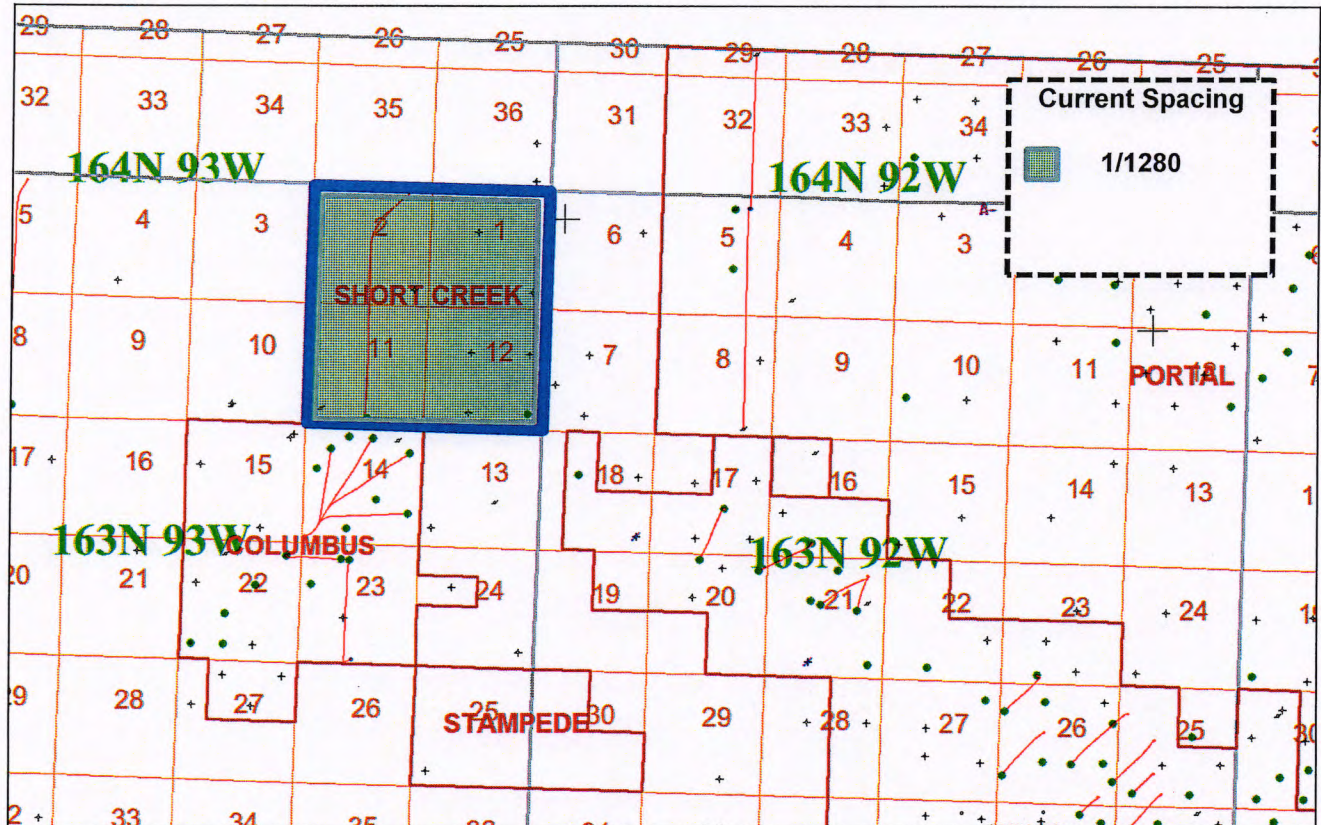 29 28 27 26 25 30 29 28 27 26 25
32 33 34 35 36 31 32 33 34
Current Spacing
1/1280
164N 93W 164N 92W
5 4 3 2 1 6 5 4 3
A-
SHORT CREEK
8 9 10 11 12 7 8 9 10 11
PORTAL
17 16 15 14 13 18 17 16 15 14 13
163N 93W COLUMBUS 163N 92W
20 21 22 23 24 19 20 21 22 23 24
28 27 26 25 30 29 28 27 26 25 30
STAMPEDE
33 34